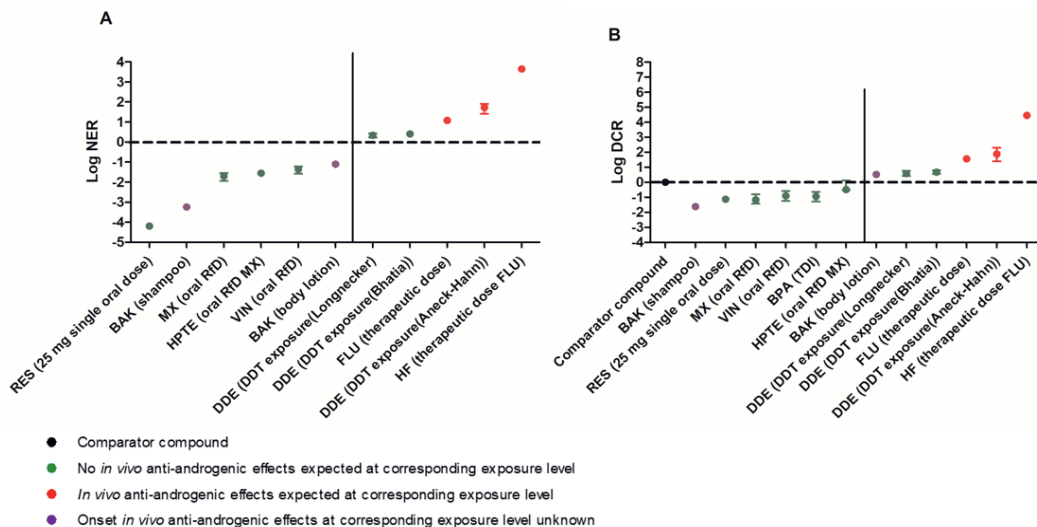 A
Log NER
4
3
2
1
0
-1
-2
-3
-4
-5
RES (25 mg single oral dose)
BAK (shampoo)
MX (oral RfD)
HPTE (oral RfD MX)
VIN (oral RfD)
BAK (body lotion)
DDE (DDT exposure(Longnecker)
DDE (DDT exposure(Bhatia))
FLU (therapeutic dose)
DDE (DDT exposure(Aneck-Hahn))
HF (therapeutic dose FLU)
B
Log DCR
8
7
6
5
4
3
2
1
0
-1
-2
-3
-4
Comparator compound
BAK (shampoo)
RES (25 mg single oral dose)
MX (oral RfD)
VIN (oral RfD)
BPA (TDI)
HPTE (oral RfD MX)
BAK (body lotion)
DDE (DDT exposure(Longnecker)
DDE (DDT exposure(Bhatia))
FLU (therapeutic dose)
DDE (DDT exposure(Aneck-Hahn))
HF (therapeutic dose FLU)
Comparator compound
No in vivo anti-androgenic effects expected at corresponding exposure level
In vivo anti-androgenic effects expected at corresponding exposure level
Onset in vivo anti-androgenic effects at corresponding exposure level unknown